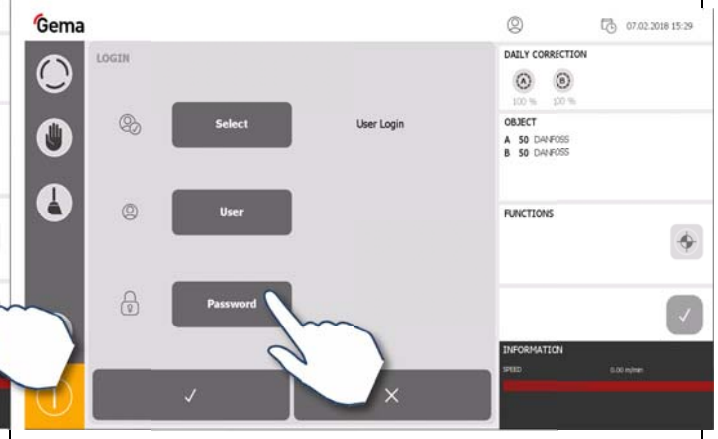 Gema
07.02.2018 15:29
LOGIN
Select
User Login
User
Password
DAILY CORRECTION
A
B
100 %
100 %
OBJECT
A 50 DANFOSS
B 50 DANFOSS
FUNCTIONS
INFORMATION
SPEED
0.00 m/min